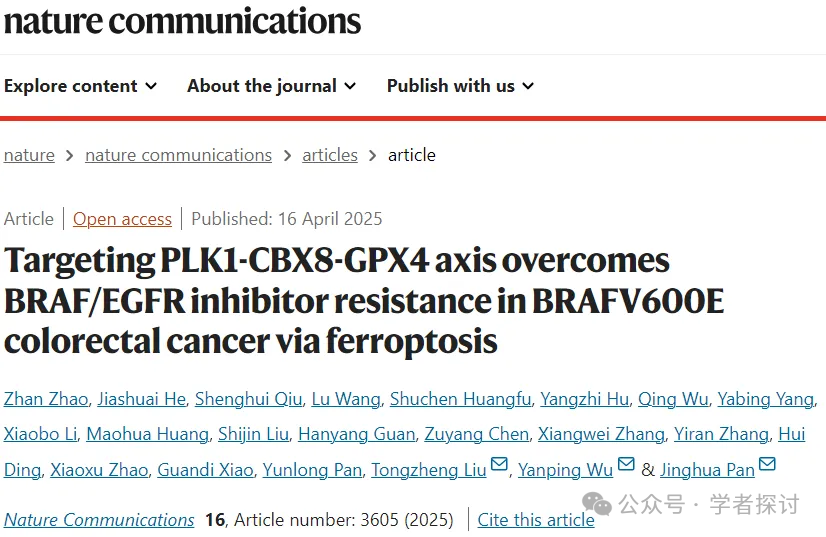 nature communications
Explore content About the journal Publish with us
nature > nature communications > articles > article
Article | Open access | Published: 16 April 2025
Targeting PLK1-CBX8-GPX4 axis overcomes
BRAF/EGFR inhibitor resistance in BRAFV600E
colorectal cancer via ferroptosis
Zhan Zhao, Jiashuai He, Shenghui Qiu, Lu Wang, Shuchen Huangfu, Yangzhi Hu, Qing Wu, Yabing Yang,
Xiaobo Li, Maohua Huang, Shijin Liu, Hanyang Guan, Zuyang Chen, Xiangwei Zhang, Yiran Zhang, Hui
Ding, Xiaoxu Zhao, Guandi Xiao, Yunlong Pan, Tongzheng Liu, Yanping Wu & Jinghua Pan
公众号 · 学者探讨
Nature Communications 16, Article number: 3605 (2025) | Cite this article